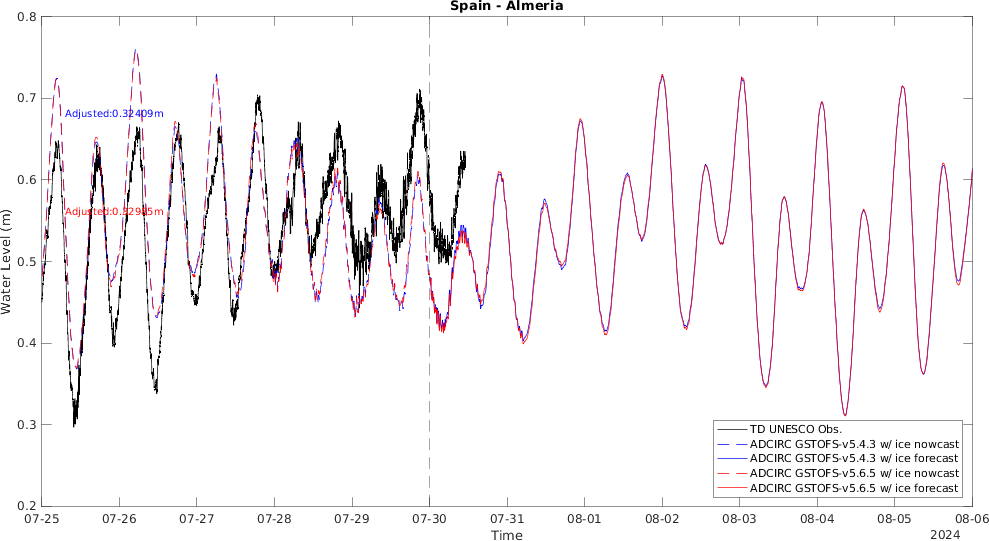 Spain - Almeria
0.8
0.7
0.6
0.5
0.4
0.3
0.2
Water Level (m)
Adjusted:0.32409m
TD UNESCO Obs.
ADCIRC GSTOFS-v5.4.3 w/ ice nowcast
ADCIRC GSTOFS-v5.4.3 w/ ice forecast
ADCIRC GSTOFS-v5.6.5 w/ ice nowcast
ADCIRC GSTOFS-v5.6.5 w/ ice forecast
07-25 07-26 07-27 07-28 07-29 07-30 07-31 08-01 08-02 08-03 08-04 08-05 08-06
Time
2024